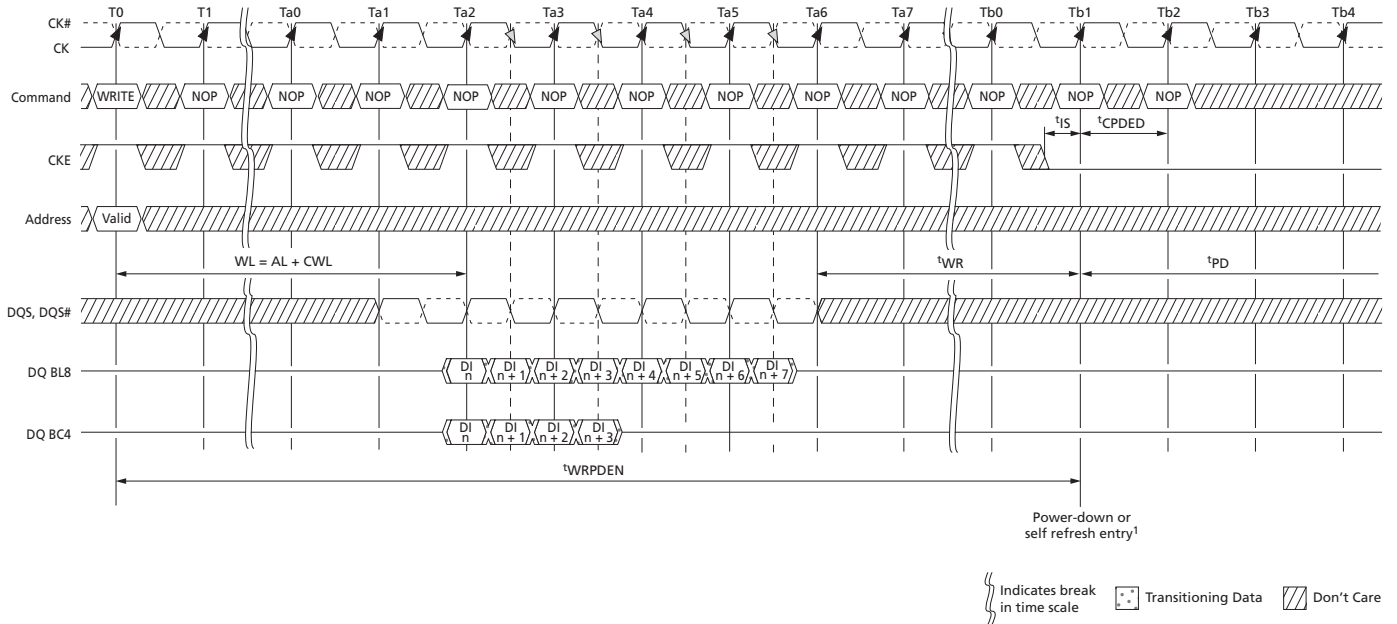 T0 T1 Ta0 Ta1 Ta2 Ta3 Ta4 Ta5 Ta6 Ta7 Tb0 Tb1 Tb2 Tb3 Tb4
CK#
CK
Command WRITE NOP NOP NOP NOP NOP NOP NOP NOP NOP NOP NOP NOP
tIS tCPDED
CKE
Address Valid
WL = AL + CWL tWR tPD
DQS, DQS#
DQ BL8 DI n DI n + 1 DI n + 2 DI n + 3 DI n + 4 DI n + 5 DI n + 6 DI n + 7
DQ BC4 DI n DI n + 1 DI n + 2 DI n + 3
tWRPDEN
Power-down or
self refresh entry1
Indicates break
in time scale
Transitioning Data
Don't Care